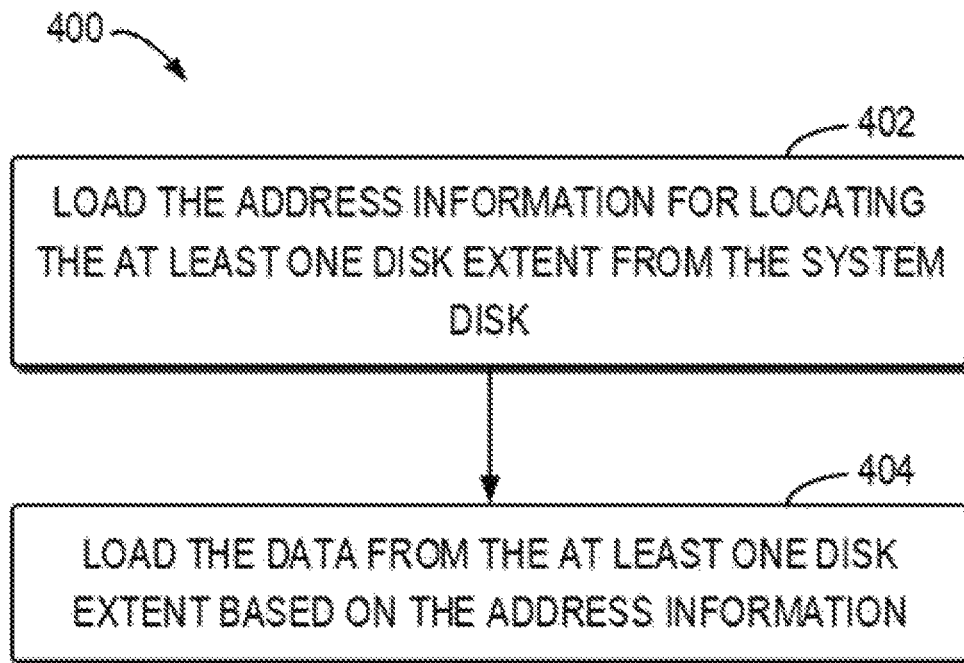 400
402
LOAD THE ADDRESS INFORMATION FOR LOCATING
THE AT LEAST ONE DISK EXTENT FROM THE SYSTEM
DISK
404
LOAD THE DATA FROM THE AT LEAST ONE DISK
EXTENT BASED ON THE ADDRESS INFORMATION